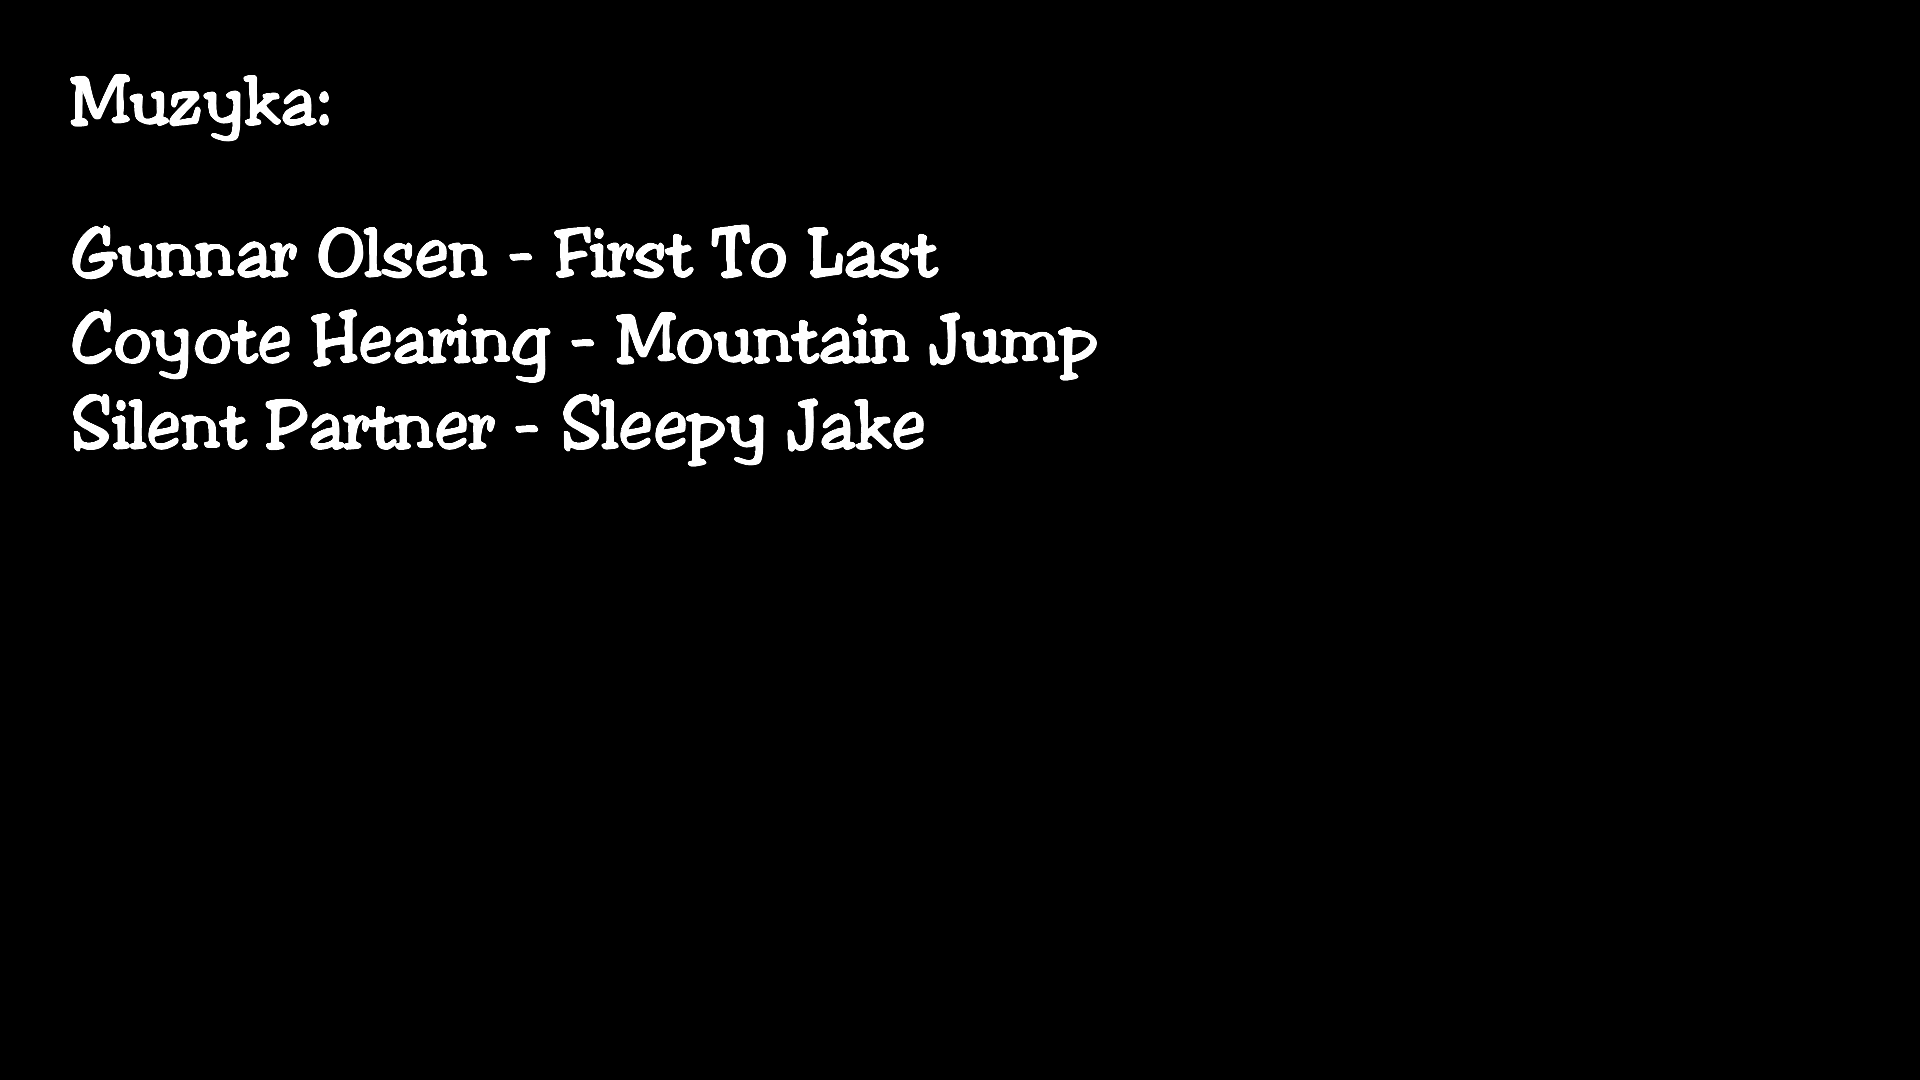 Muzyka:
Gunnar Olsen - First To Last
Coyote Hearing - Mountain Jump
Silent Partner - Sleepy Jake